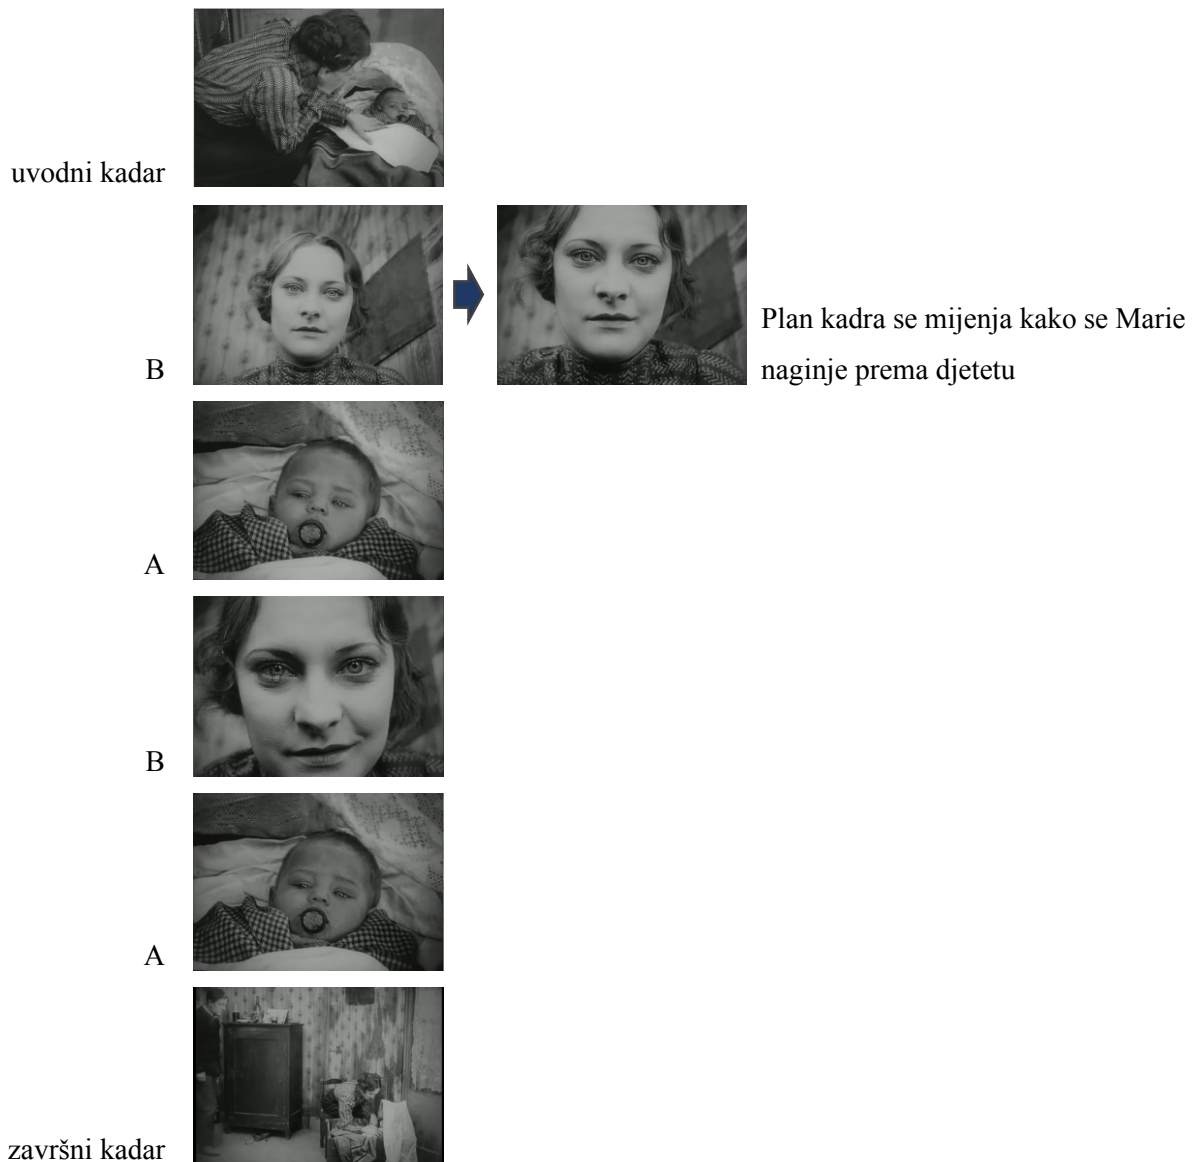 uvodni kadar
B
Plan kadra se mijenja kako se Marie
naginje prema djetetu
A
B
A
završni kadar